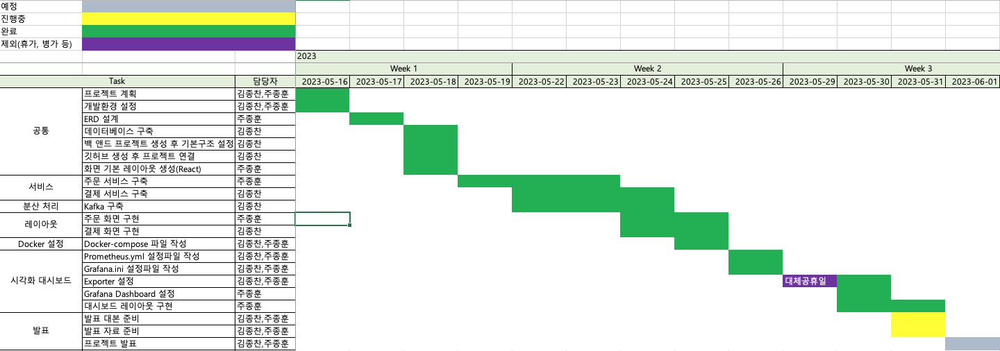 예정
진행중
완료
제외(휴가, 병가 등)
2023
Week 1 Week 2 Week 3
Task 담당자 2023-05-16 2023-05-17 2023-05-18 2023-05-19 2023-05-22 2023-05-23 2023-05-24 2023-05-25 2023-05-26 2023-05-29 2023-05-30 2023-05-31 2023-06-01
공통
프로젝트 계획 김종찬,주종훈
개발환경 설정 김종찬,주종훈
ERD 설계 주종훈
데이터베이스 구축 김종찬
백 앤드 프로젝트 생성 후 기본구조 설정 김종찬
깃허브 생성 후 프로젝트 연결 김종찬
화면 기본 레이아웃 생성(React) 주종훈
서비스
주문 서비스 구축 주종훈
결제 서비스 구축 김종찬
분산 처리 Kafka 구축 김종찬
레이아웃
주문 화면 구현 주종훈
결제 화면 구현 김종찬
Docker 설정 Docker-compose 파일 작성 김종찬,주종훈
시각화 대시보드
Prometheus.yml 설정파일 작성 김종찬,주종훈
Grafana.ini 설정파일 작성 김종찬,주종훈
Exporter 설정 김종찬,주종훈 대체공휴일
Grafana Dashboard 설정 주종훈
대시보드 레이아웃 구현 주종훈
발표
발표 대본 준비 김종찬,주종훈
발표 자료 준비 김종찬,주종훈
프로젝트 발표 김종찬,주종훈